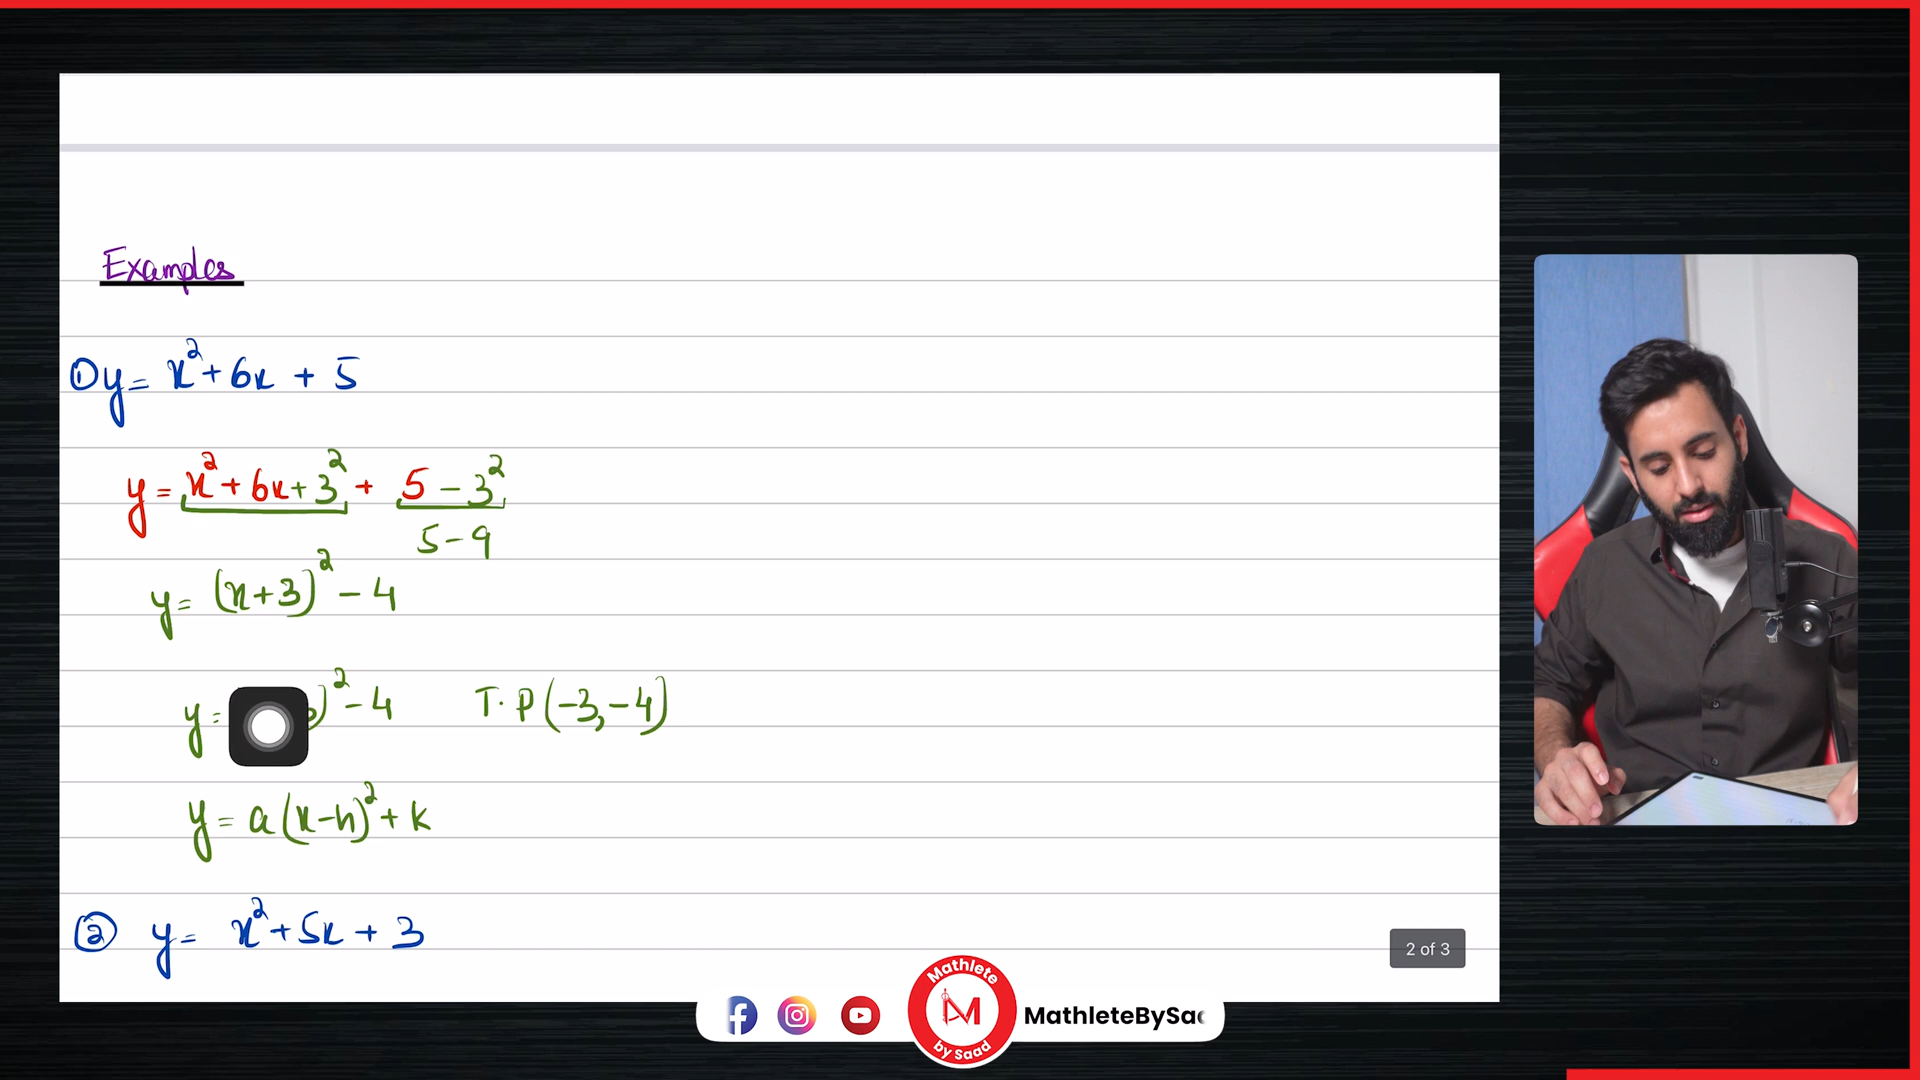 Examples
① y = x² + 6x + 5
y = x² + 6x + 3² + 5 - 3²
5 - 9
y = (x+3)² - 4
y = )² - 4 T.P (-3, -4)
y = a(x-h)² + k
② y = x² + 5x + 3
2 of 3
Mathlete
M
by Saad
MathleteBySa